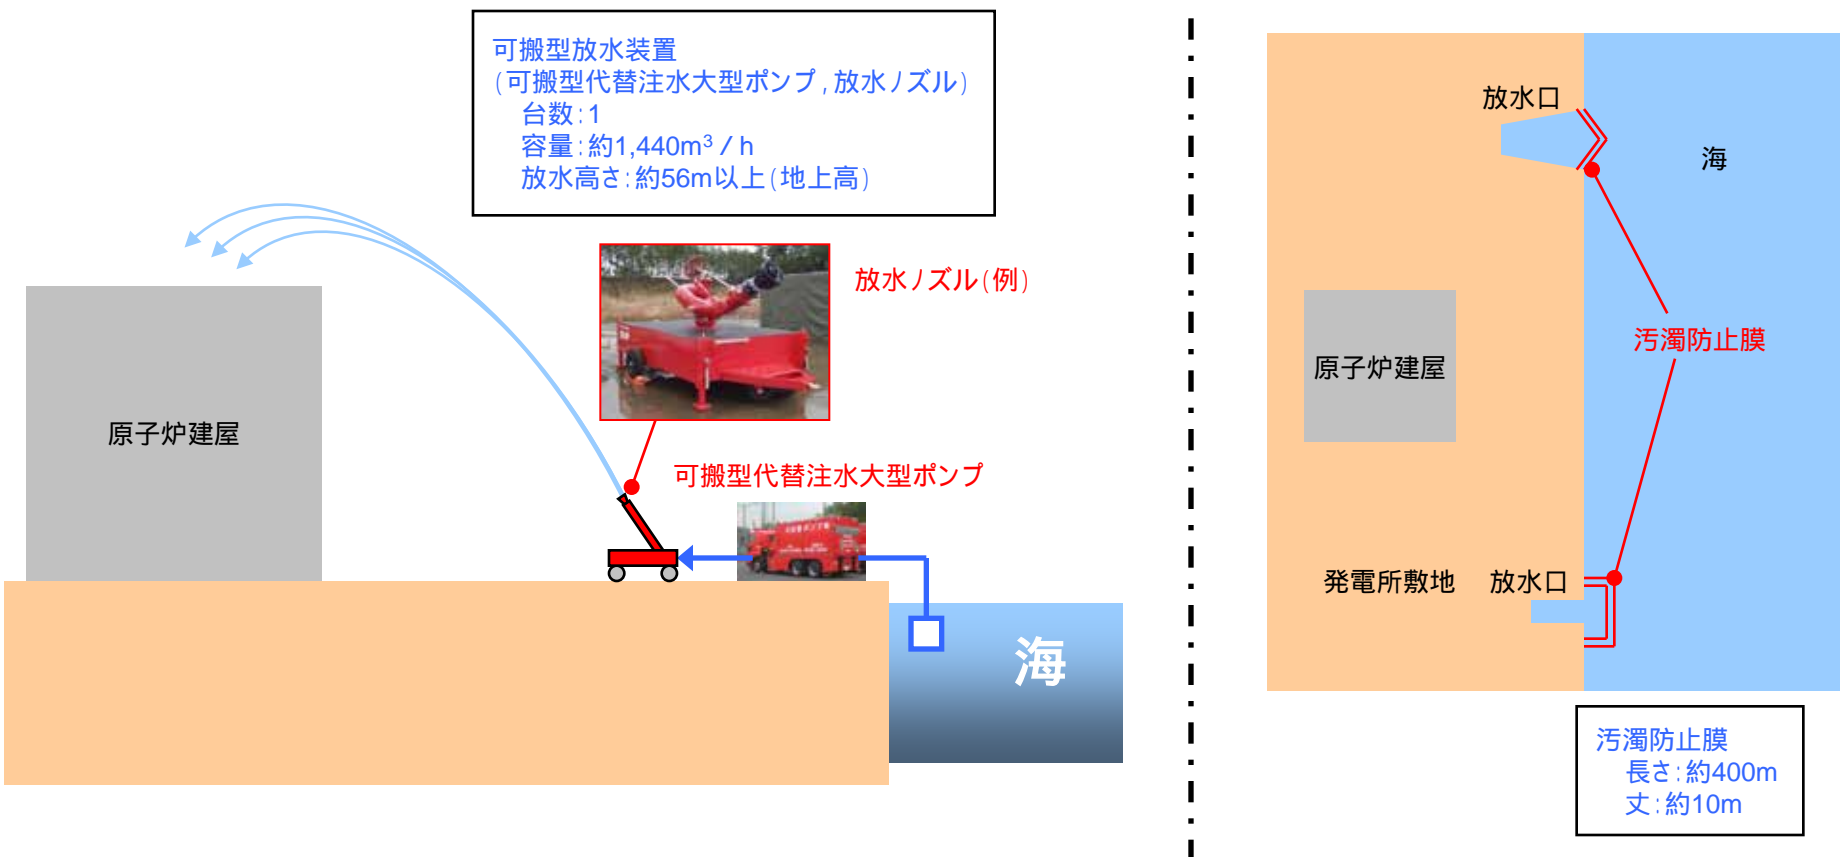 可搬型放水装置
(可搬型代替注水大型ポンプ,放水ノズル)
台数:1
容量:約1,440m³/h
放水高さ:約56m以上(地上高)
放水ノズル(例)
原子炉建屋
可搬型代替注水大型ポンプ
海
放水口
海
汚濁防止膜
原子炉建屋
発電所敷地
放水口
汚濁防止膜
長さ:約400m
丈:約10m